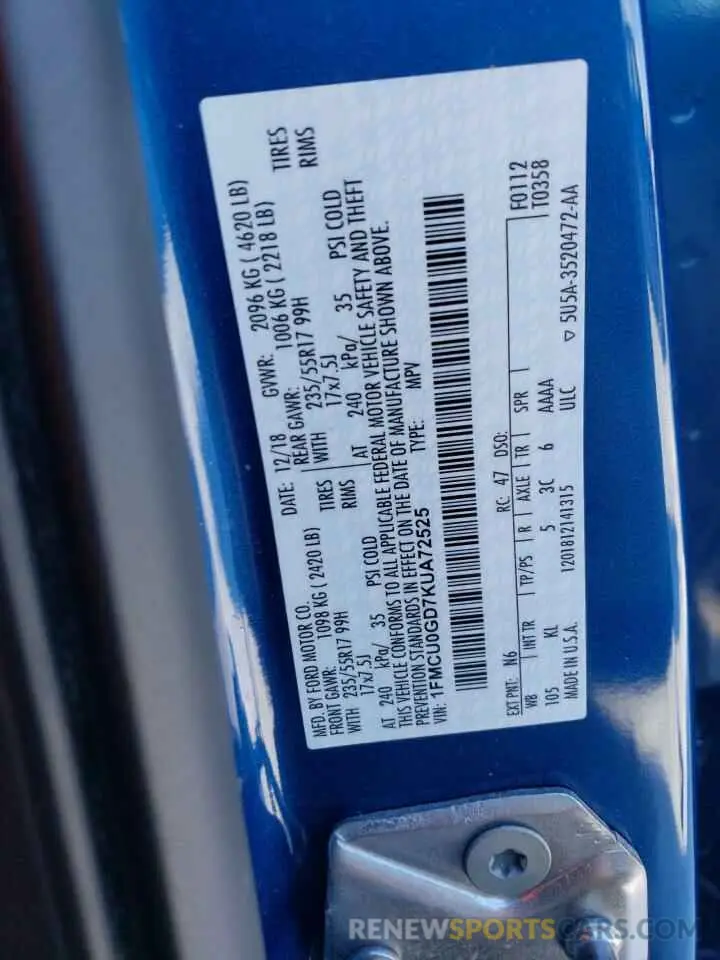 MFD. BY FORD MOTOR CO. DATE: 12/18 GVWR: 2096 KG ( 4620 LB)
FRONT GAWR: 1098 KG ( 2420 LB) REAR GAWR: 1006 KG ( 2218 LB)
WITH 235/55R17 99H TIRES WITH 235/55R17 99H TIRES
17x7.5J RIMS 17x7.5J RIMS
AT 240 kPa/ 35 PSI COLD AT 240 kPa/ 35 PSI COLD
THIS VEHICLE CONFORMS TO ALL APPLICABLE FEDERAL MOTOR VEHICLE SAFETY AND THEFT
PREVENTION STANDARDS IN EFFECT ON THE DATE OF MANUFACTURE SHOWN ABOVE.
VIN: 1FMCU0GD7KUA72525 TYPE: MPV
EXT PNT: N6 RC: 47 DSO: F0112
WB INT TR TP/PS R AXLE TR SPR T0358
105 KL 5 3C 6 AAAA
MADE IN U.S.A. 1201812141315 ULC ▽ 5U5A-3520472-AA
RENEWSPORTSCARS.COM